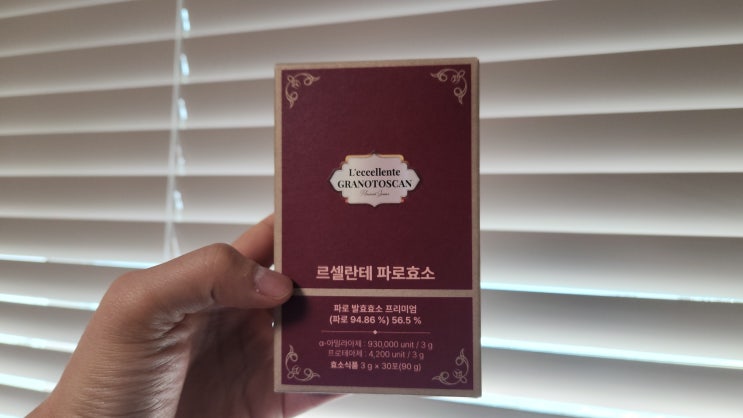 L'eccellente
GRANOTOSCAN
르셀란테 파로효소
파로 발효효소 프리미엄
(파로 94.86 %) 56.5 %
α-아밀라아제 : 930,000 unit / 3 g
프로테아제 : 4,200 unit / 3 g
효소식품 3 g × 30포(90 g)